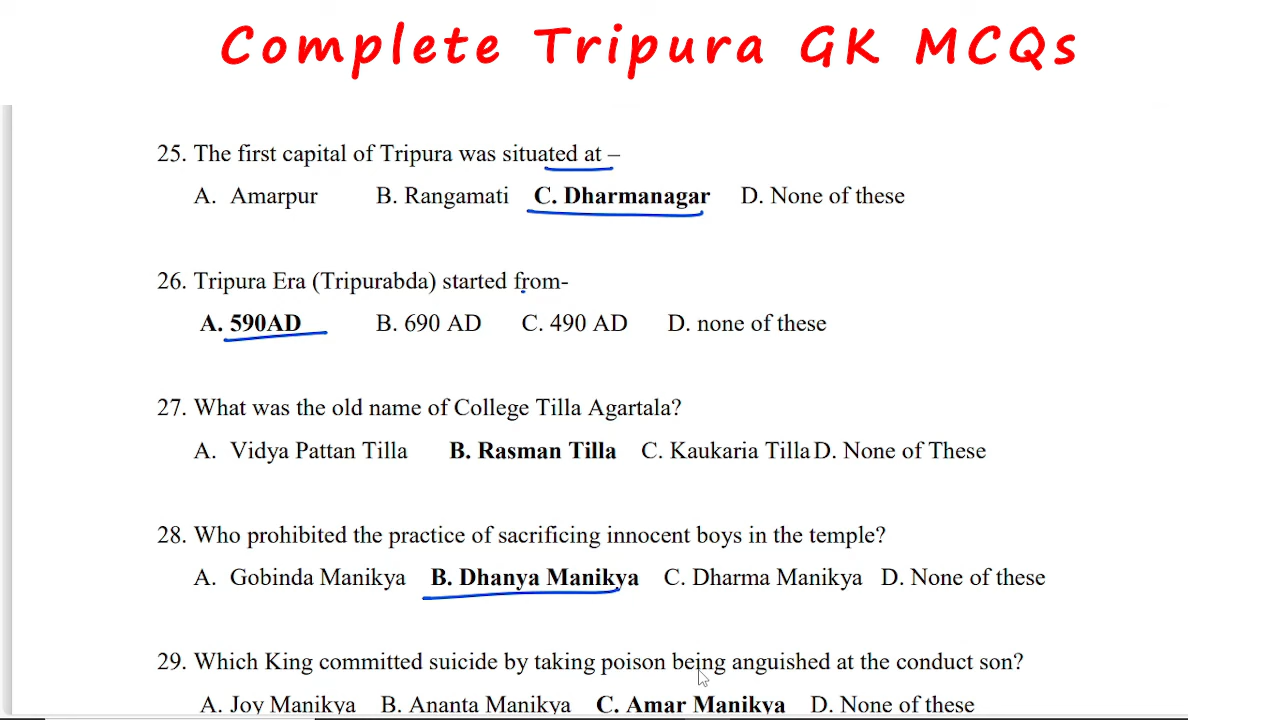 Complete Tripura GK MCQs
25. The first capital of Tripura was situated at –
A. Amarpur B. Rangamati C. Dharmanagar D. None of these
26. Tripura Era (Tripurabda) started from-
A. 590AD B. 690 AD C. 490 AD D. none of these
27. What was the old name of College Tilla Agartala?
A. Vidya Pattan Tilla B. Rasman Tilla C. Kaukaria Tilla D. None of These
28. Who prohibited the practice of sacrificing innocent boys in the temple?
A. Gobinda Manikya B. Dhanya Manikya C. Dharma Manikya D. None of these
29. Which King committed suicide by taking poison being anguished at the conduct son?
A. Joy Manikya B. Ananta Manikya C. Amar Manikya D. None of these